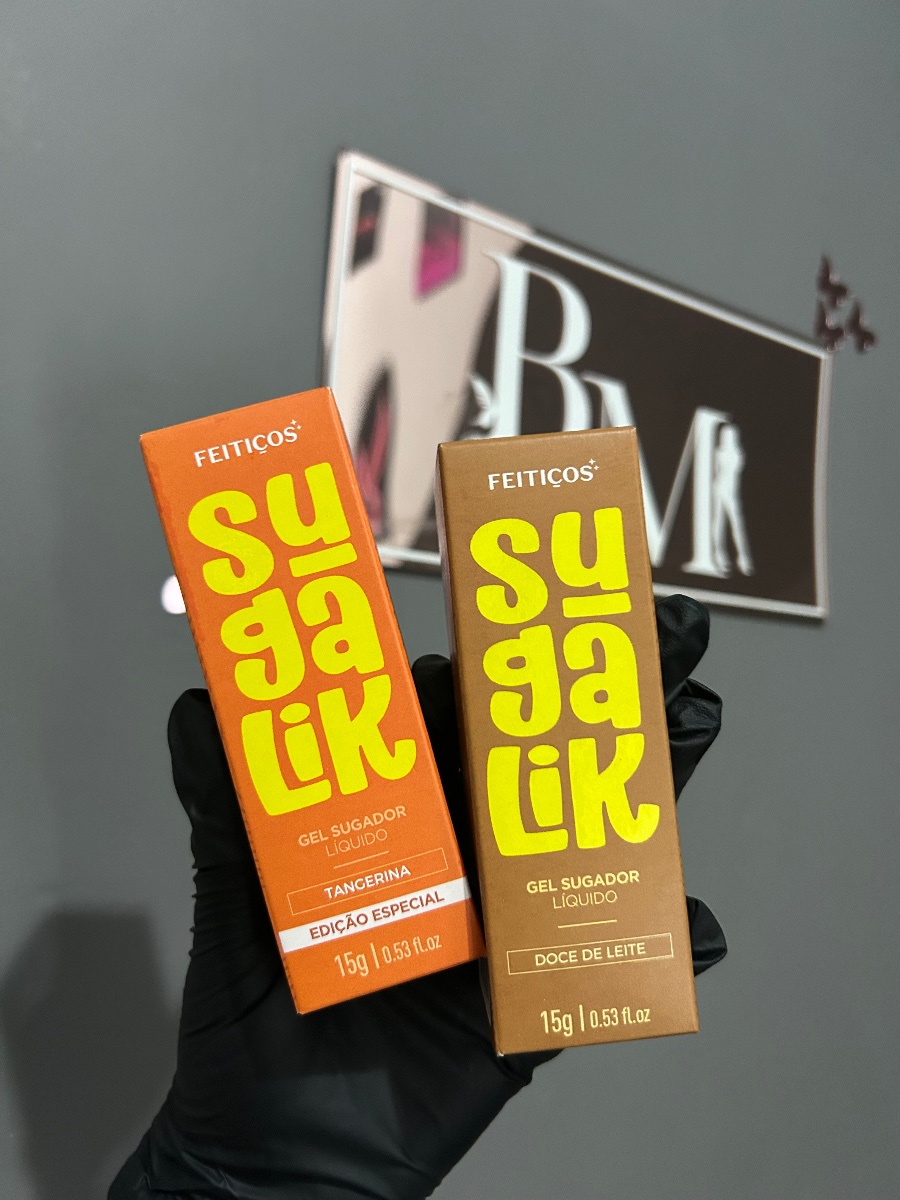 FEITIÇOS
su
ga
LiK
GEL SUGADOR
LÍQUIDO
TANGERINA
EDIÇÃO ESPECIAL
15g | 0.53 fl.oz
FEITIÇOS
su
ga
LiK
GEL SUGADOR
LÍQUIDO
DOCE DE LEITE
15g | 0.53 fl.oz
BM